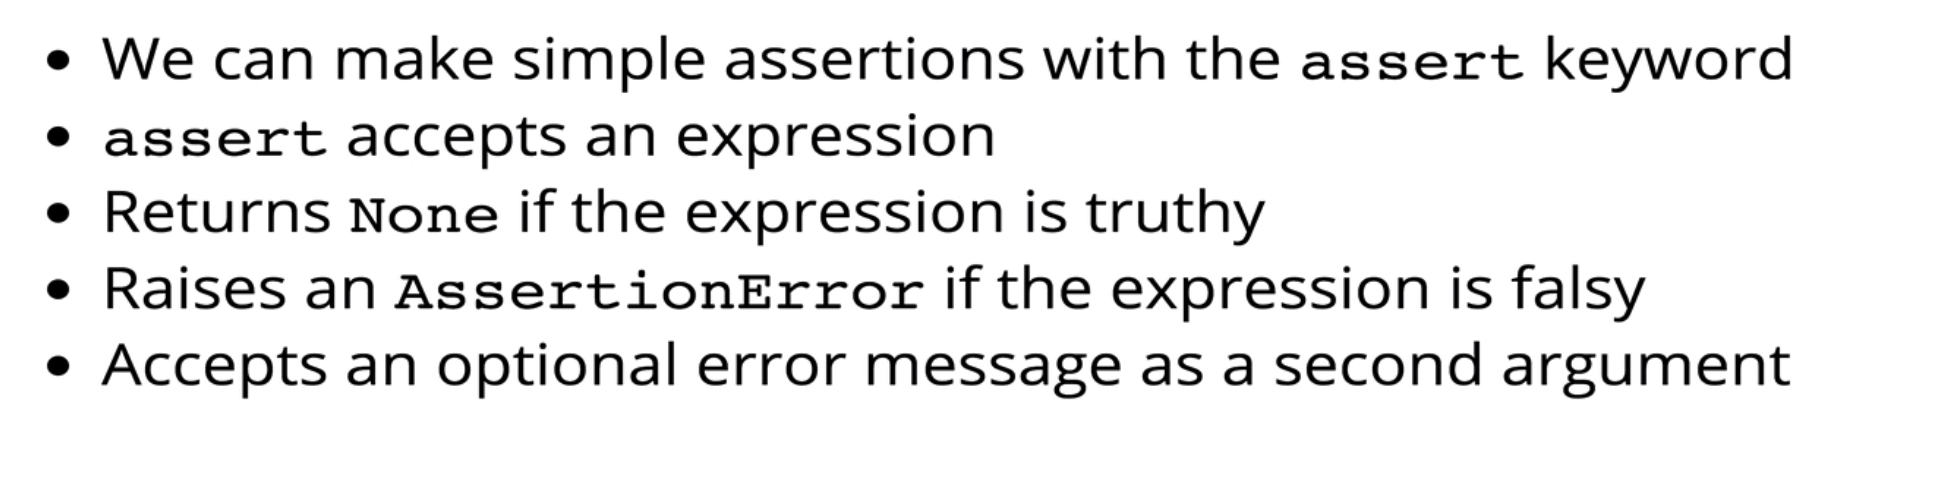 • We can make simple assertions with the assert keyword
• assert accepts an expression
• Returns None if the expression is truthy
• Raises an AssertionError if the expression is falsy
• Accepts an optional error message as a second argument